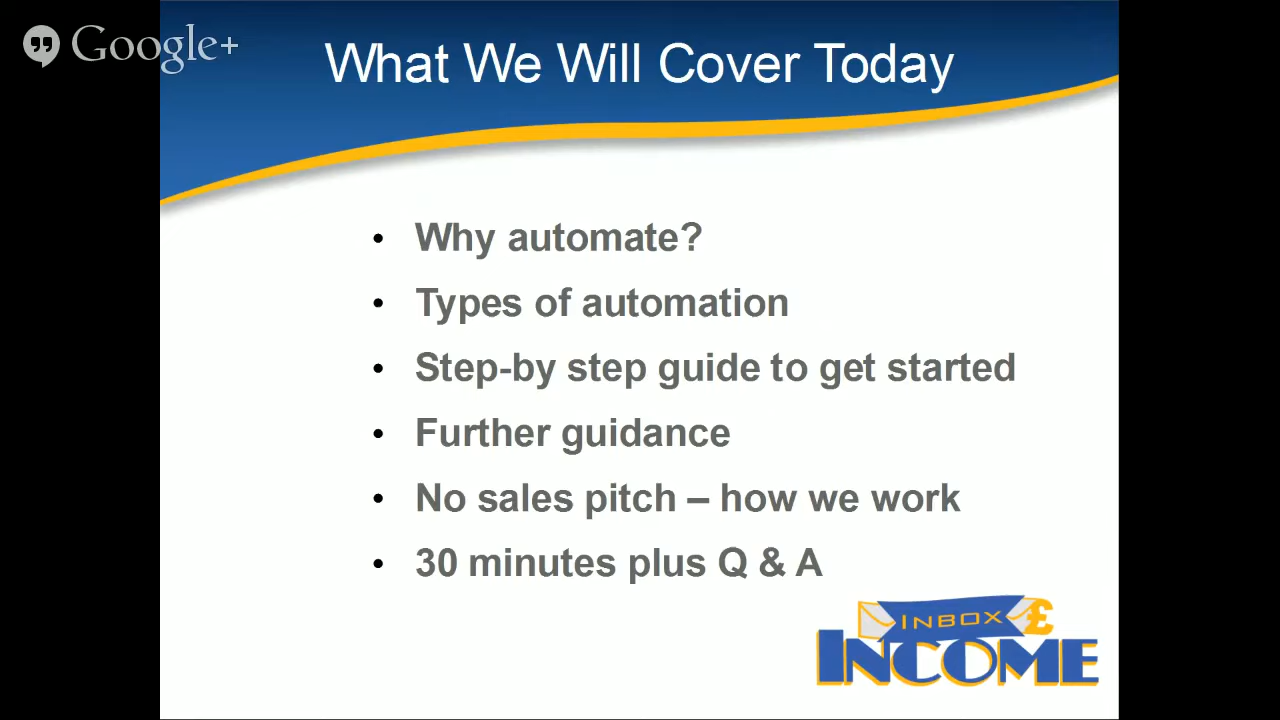 Google+
What We Will Cover Today
• Why automate?
• Types of automation
• Step-by step guide to get started
• Further guidance
• No sales pitch – how we work
• 30 minutes plus Q & A
INBOX £
INCOME